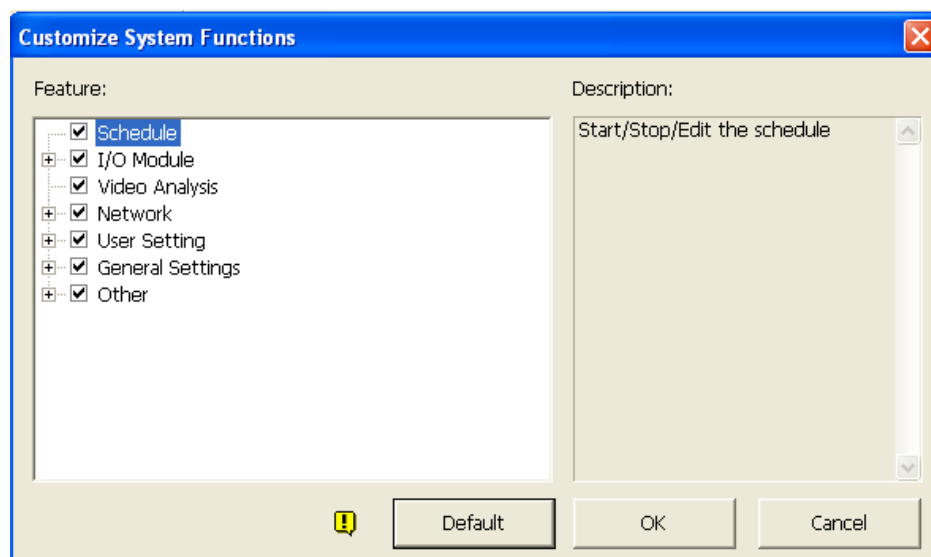 Customize System Functions
Feature:
Description:
Schedule
I/O Module
Video Analysis
Network
User Setting
General Settings
Other
Start/Stop/Edit the schedule
Default
OK
Cancel